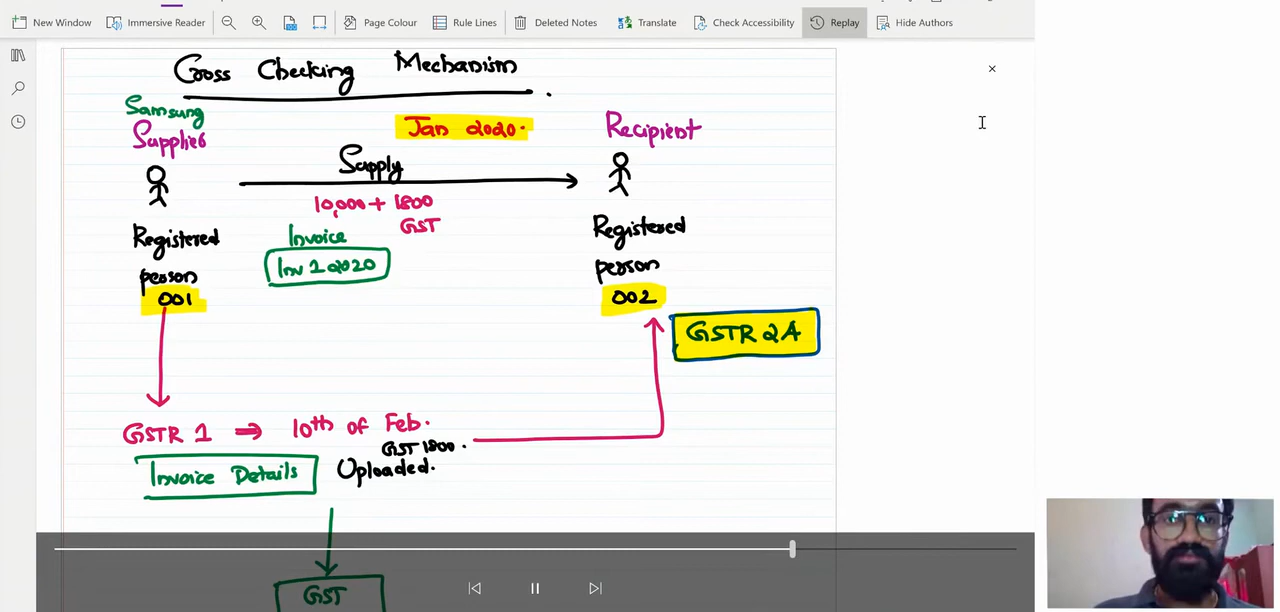 New Window
Immersive Reader
Page Colour
Rule Lines
Deleted Notes
Translate
Check Accessibility
Replay
Hide Authors
Cross Checking Mechanism
Samsung
Supplier
Jan 2020.
Recipient
Supply
10,000 + 1800
GST
Registered
person
001
Invoice
Inv 1 2020
Registered
person
002
GSTR 2A
GSTR 1 ⇒ 10th of Feb.
GST 1800.
Invoice Details
Uploaded.
GST